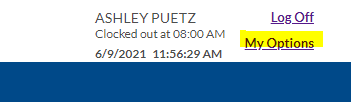 ASHLEY PUETZ Log Off
Clocked out at 08:00 AM My Options
6/9/2021 11:56:29 AM